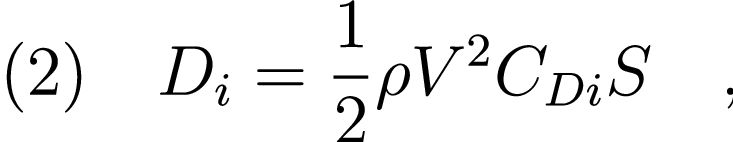 (2) $D_i = \frac{1}{2} \rho V^2 C_{Di} S$ ,